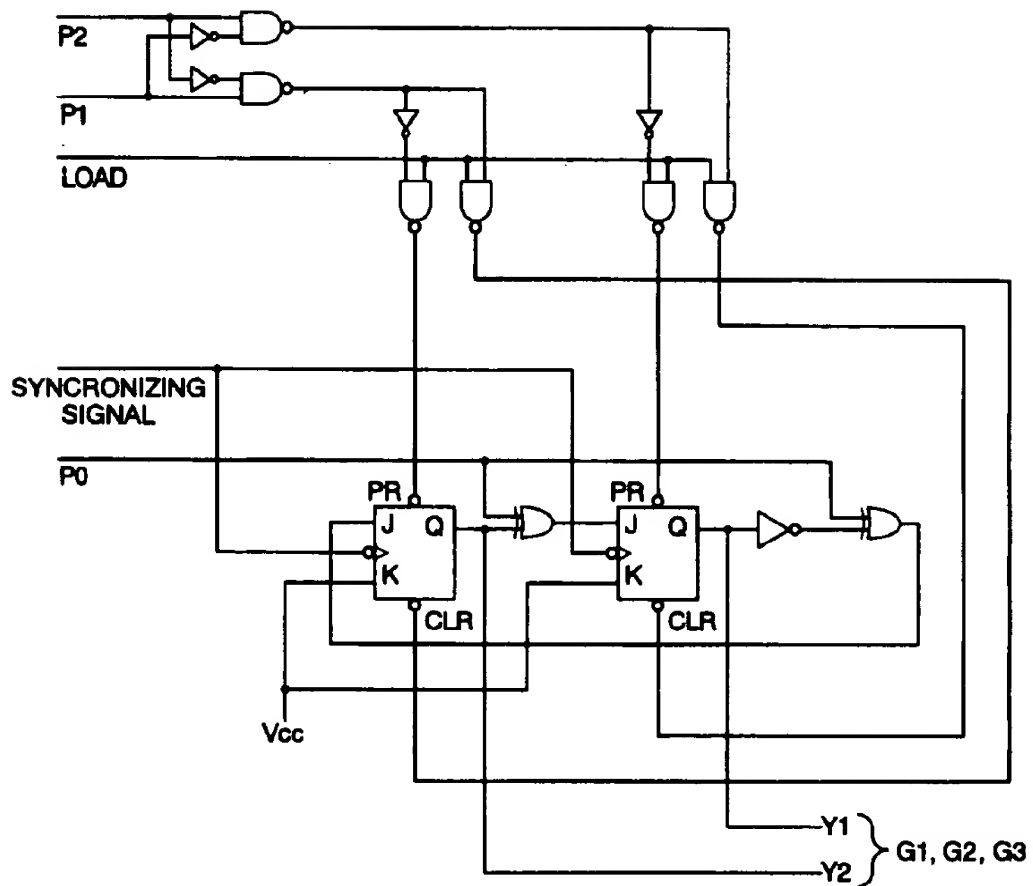 P2
P1
LOAD
SYNCRONIZING
SIGNAL
P0
PR
PR
J
Q
J
Q
K
K
CLR
CLR
Vcc
Y1
G1, G2, G3
Y2